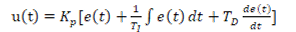 u(t) = K_p[e(t) + \frac{1}{T_I} ∫ e(t) dt + T_D \frac{de(t)}{dt}]